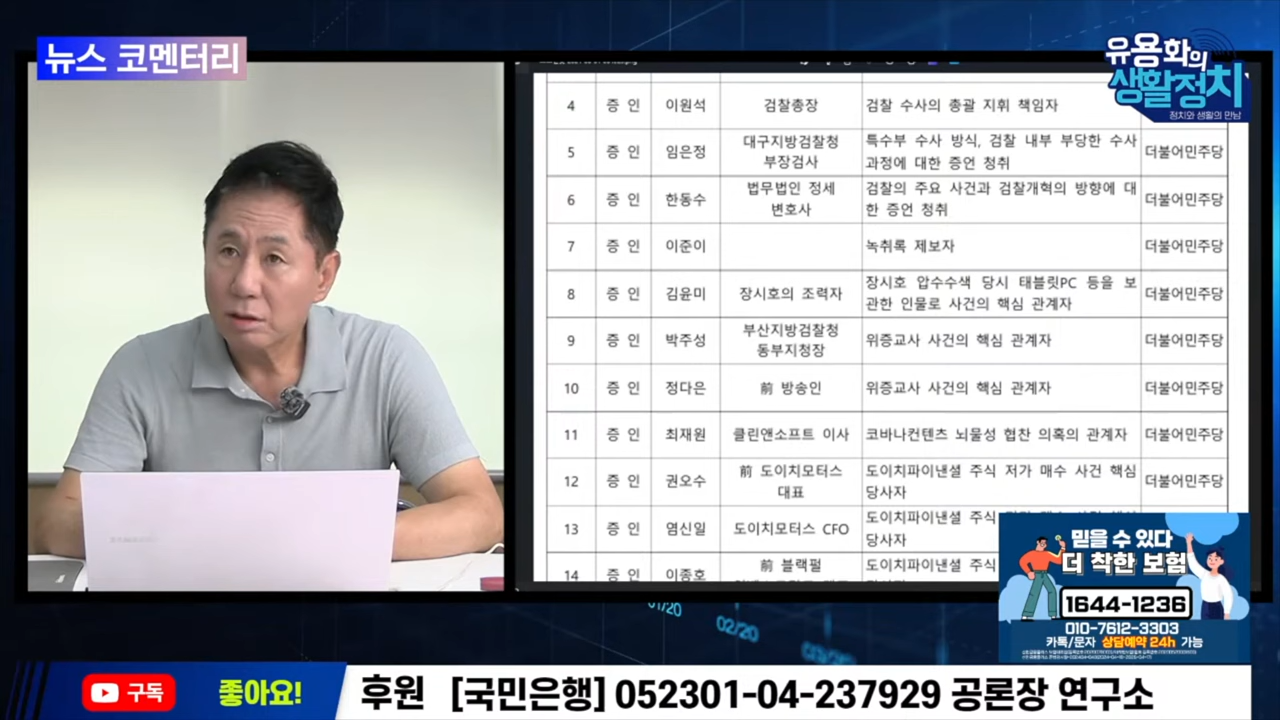 뉴스 코멘터리
유용화의
생활정치
정치와 생활의 만남
4 증 인 이원석 검찰총장 검찰 수사의 총괄 지휘 책임자
5 증 인 임은정 대구지방검찰청 부장검사 특수부 수사 방식, 검찰 내부 부당한 수사 과정에 대한 증언 청취 더불어민주당
6 증 인 한동수 법무법인 정세 변호사 검찰의 주요 사건과 검찰개혁의 방향에 대한 증언 청취 더불어민주당
7 증 인 이준이 녹취록 제보자 더불어민주당
8 증 인 김윤미 장시호의 조력자 장시호 압수수색 당시 태블릿PC 등을 보관한 인물로 사건의 핵심 관계자 더불어민주당
9 증 인 박주성 부산지방검찰청 동부지청장 위증교사 사건의 핵심 관계자 더불어민주당
10 증 인 정다은 前 방송인 위증교사 사건의 핵심 관계자 더불어민주당
11 증 인 최재원 클린앤소프트 이사 코바나컨텐츠 뇌물성 협찬 의혹의 관계자 더불어민주당
12 증 인 권오수 前 도이치모터스 대표 도이치파이낸셜 주식 저가 매수 사건 핵심 당사자 더불어민주당
13 증 인 염신일 도이치모터스 CFO 도이치파이낸셜 주식 당사자
14 증 인 이종호 前 블랙펄 도이치파이낸셜 주식
믿을 수 있다
더 착한 보험
1644-1236
010-7612-3303
카톡/문자 상담예약 24h 가능
01/20
02/20
구독 좋아요! 후원 [국민은행] 052301-04-237929 공론장 연구소